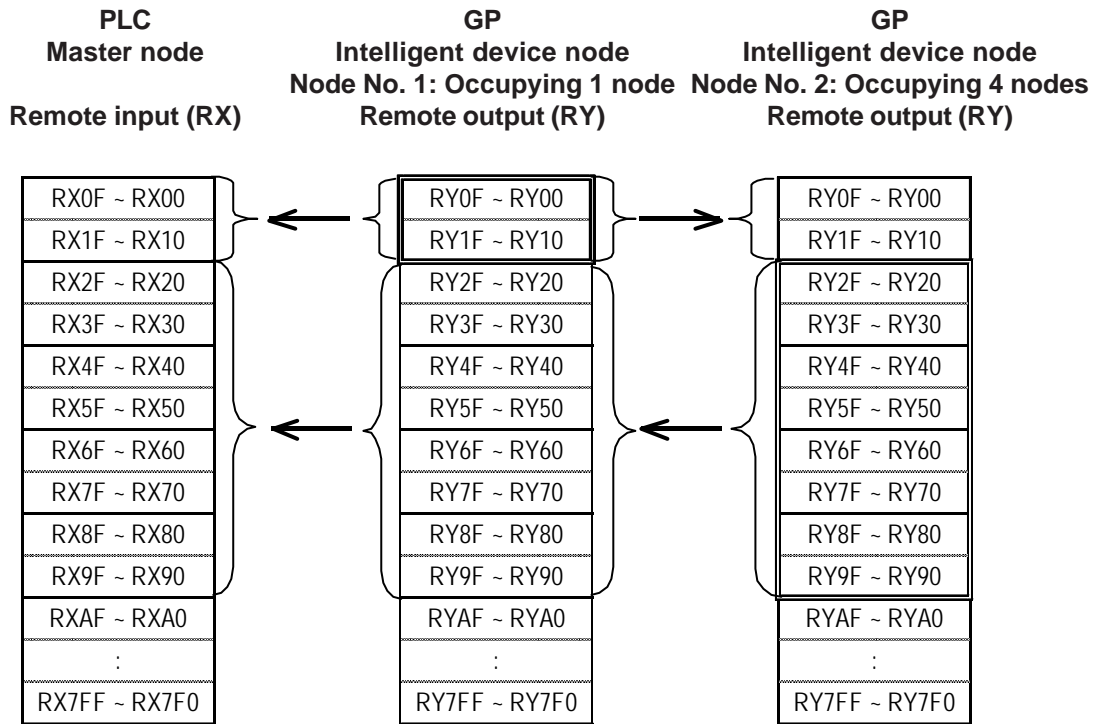 PLC GP GP
Master node Intelligent device node Intelligent device node
Node No. 1: Occupying 1 node Node No. 2: Occupying 4 nodes
Remote input (RX) Remote output (RY) Remote output (RY)
RX0F ~ RX00 RY0F ~ RY00 RY0F ~ RY00
RX1F ~ RX10 RY1F ~ RY10 RY1F ~ RY10
RX2F ~ RX20 RY2F ~ RY20 RY2F ~ RY20
RX3F ~ RX30 RY3F ~ RY30 RY3F ~ RY30
RX4F ~ RX40 RY4F ~ RY40 RY4F ~ RY40
RX5F ~ RX50 RY5F ~ RY50 RY5F ~ RY50
RX6F ~ RX60 RY6F ~ RY60 RY6F ~ RY60
RX7F ~ RX70 RY7F ~ RY70 RY7F ~ RY70
RX8F ~ RX80 RY8F ~ RY80 RY8F ~ RY80
RX9F ~ RX90 RY9F ~ RY90 RY9F ~ RY90
RXAF ~ RXA0 RYAF ~ RYA0 RYAF ~ RYA0
: : :
RX7FF ~ RX7F0 RY7FF ~ RY7F0 RY7FF ~ RY7F0